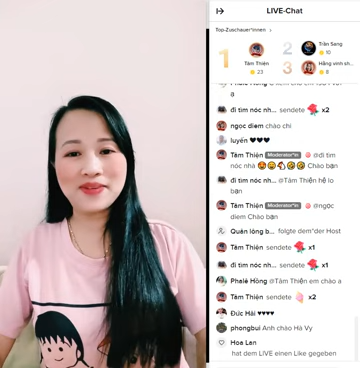 LIVE-Chat
Top-Zuschauer*innen >
1
Tâm Thiện
23
2
Trần Sang
10
3
Hằng vinh sh...
8
đi tìm nóc nh... sendete x2
ngọc diem chào chi
luyến
Tâm Thiện Moderator*in @đi tìm
nóc nhà
đi tìm nóc nh... @Tâm Thiện hệ lo
bạn
Tâm Thiện Moderator*in @ngọc
diem Chào bạn
Quán lòng b... folgte dem*der Host
Tâm Thiện sendete x1
đi tìm nóc nh... sendete x1
Phalê Hồng @Tâm Thiện em chào a
Tâm Thiện sendete x2
Đức Hải
phongbui Anh chào Hà Vy
Hoa Lan
hat dem LIVE einen Like gegeben